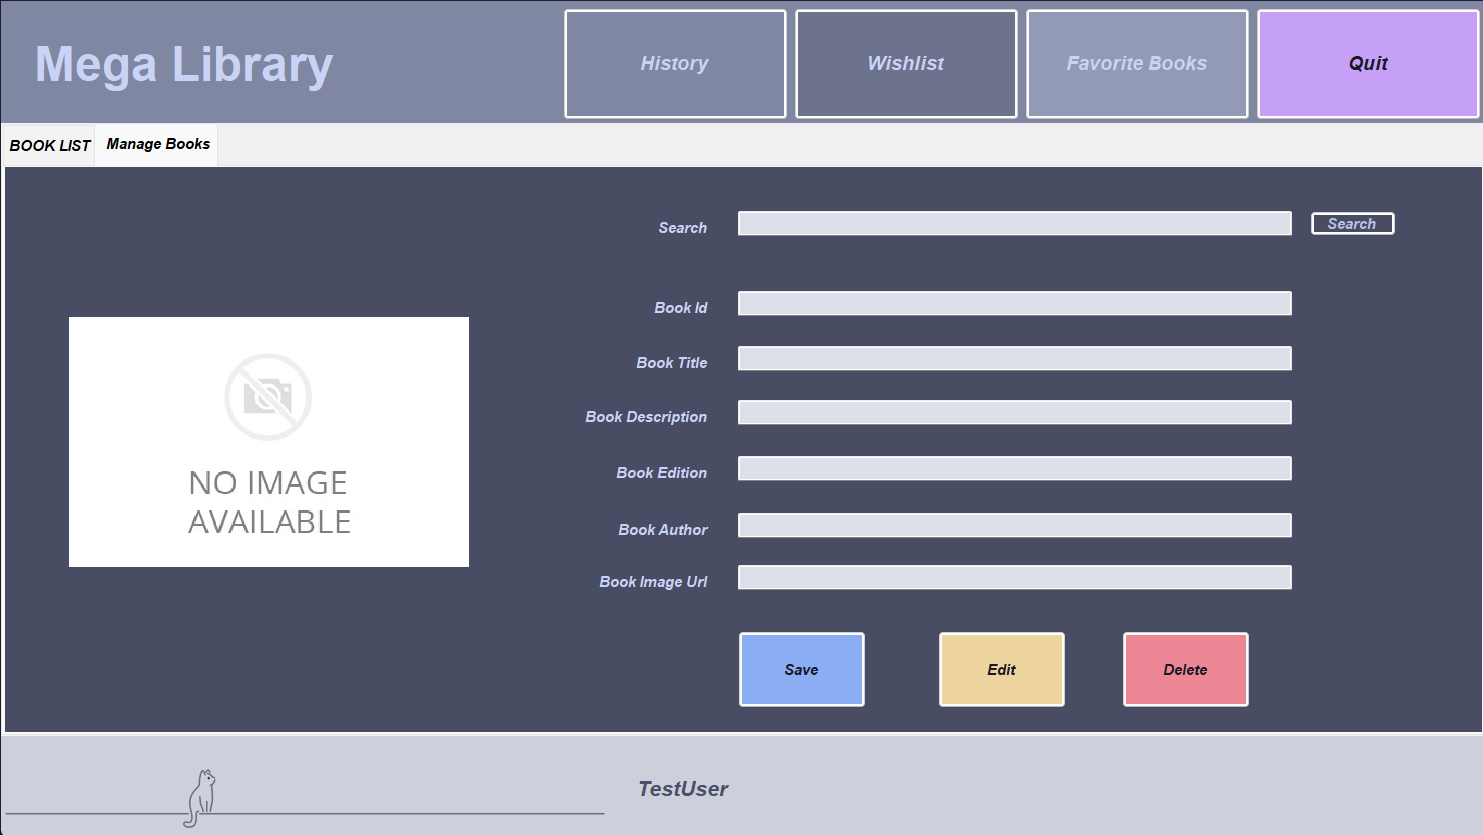 Mega Library
History
Wishlist
Favorite Books
Quit
BOOK LIST
Manage Books
Search
Search
Book Id
Book Title
Book Description
Book Edition
Book Author
Book Image Url
NO IMAGE
AVAILABLE
Save
Edit
Delete
TestUser